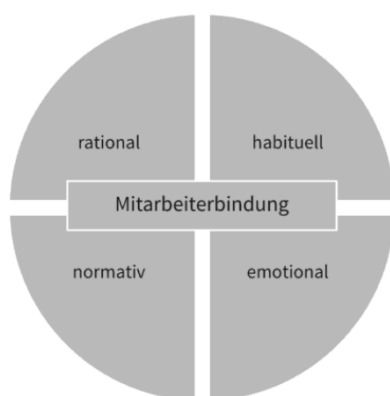 rational
habituell
Mitarbeiterbindung
normativ
emotional